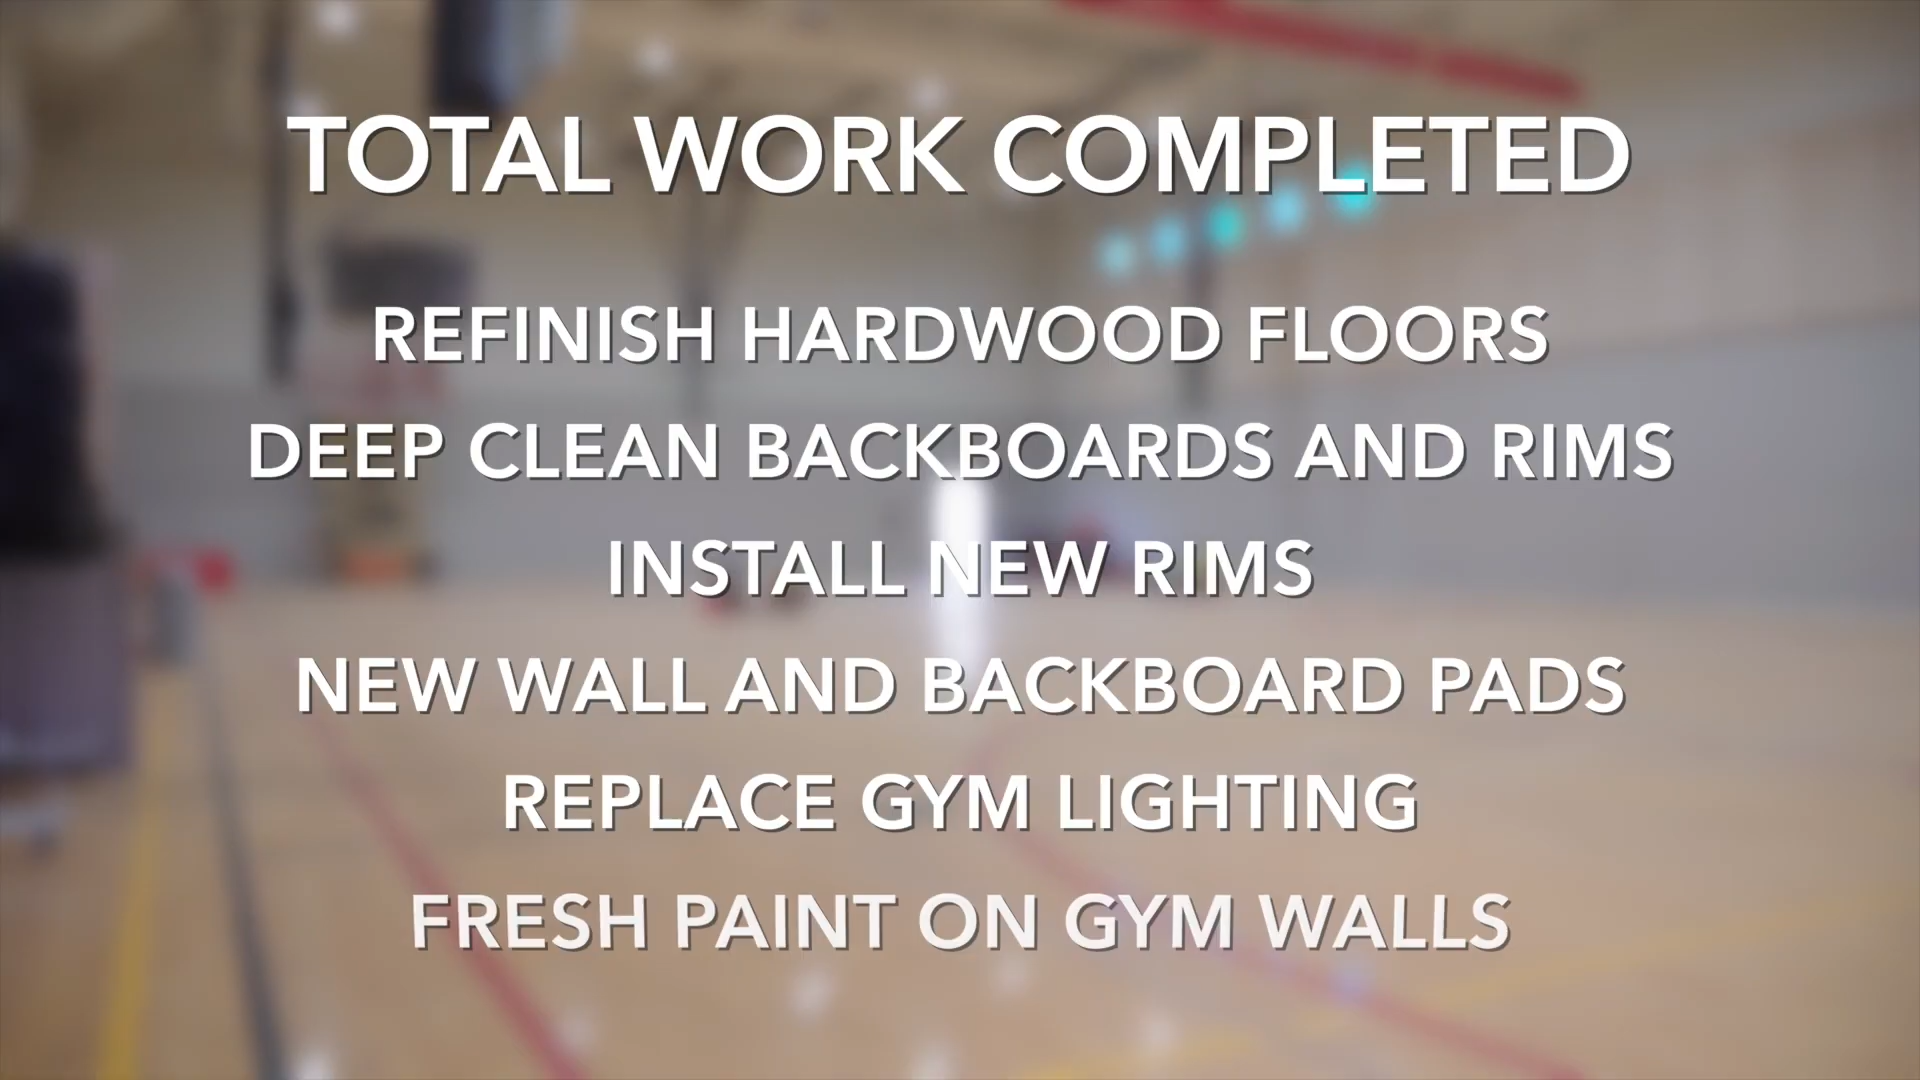 TOTAL WORK COMPLETED
REFINISH HARDWOOD FLOORS
DEEP CLEAN BACKBOARDS AND RIMS
INSTALL NEW RIMS
NEW WALL AND BACKBOARD PADS
REPLACE GYM LIGHTING
FRESH PAINT ON GYM WALLS